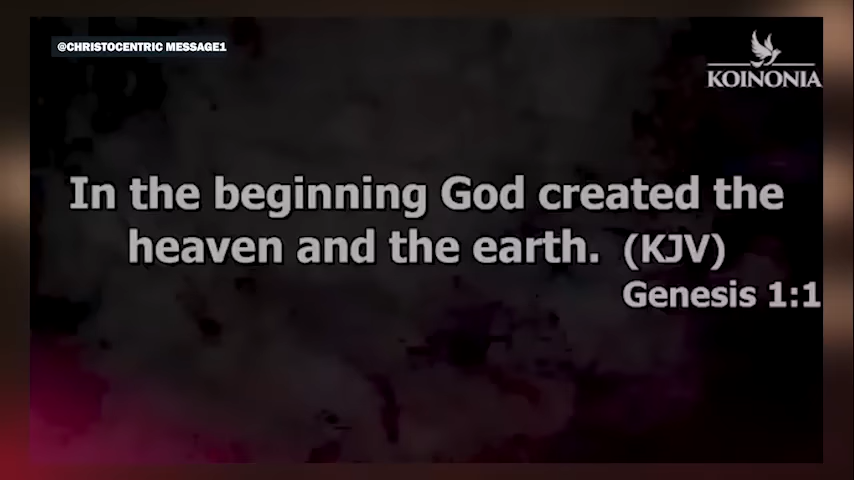 @CHRISTOCENTRIC MESSAGE1
KOINONIA
In the beginning God created the
heaven and the earth. (KJV)
Genesis 1:1